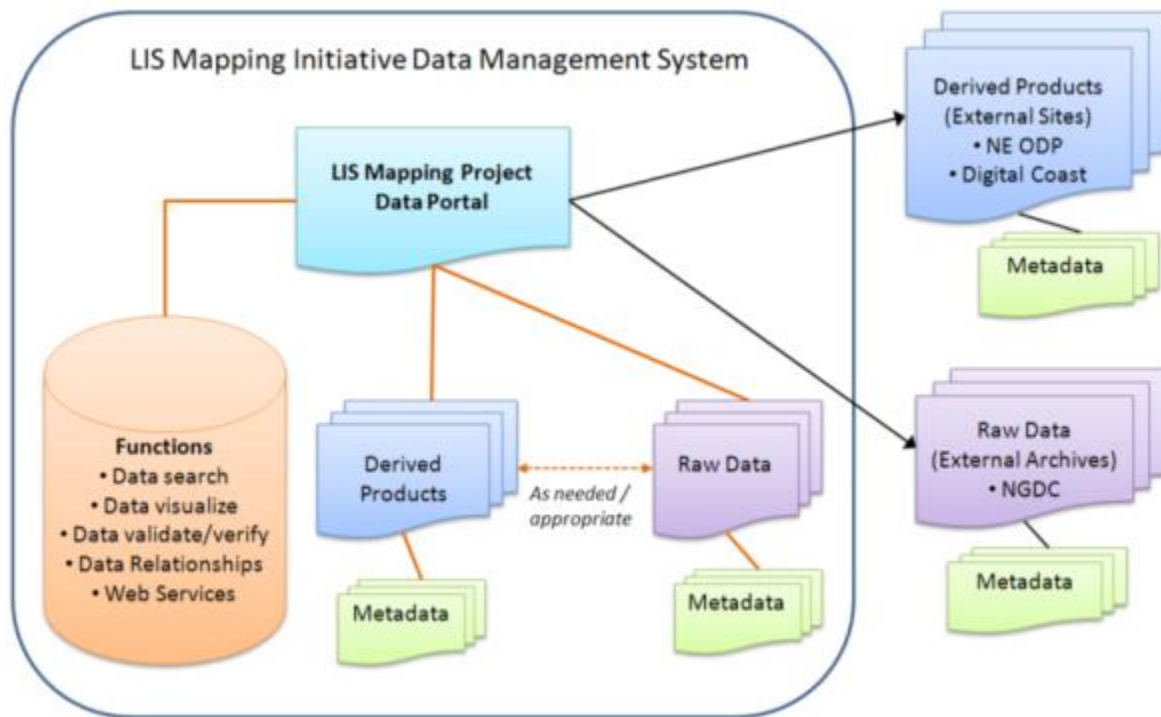 LIS Mapping Initiative Data Management System
LIS Mapping Project
Data Portal
Functions
• Data search
• Data visualize
• Data validate/verify
• Data Relationships
• Web Services
Derived
Products
As needed /
appropriate
Raw Data
Metadata
Metadata
Derived Products
(External Sites)
• NE ODP
• Digital Coast
Metadata
Raw Data
(External Archives)
• NGDC
Metadata